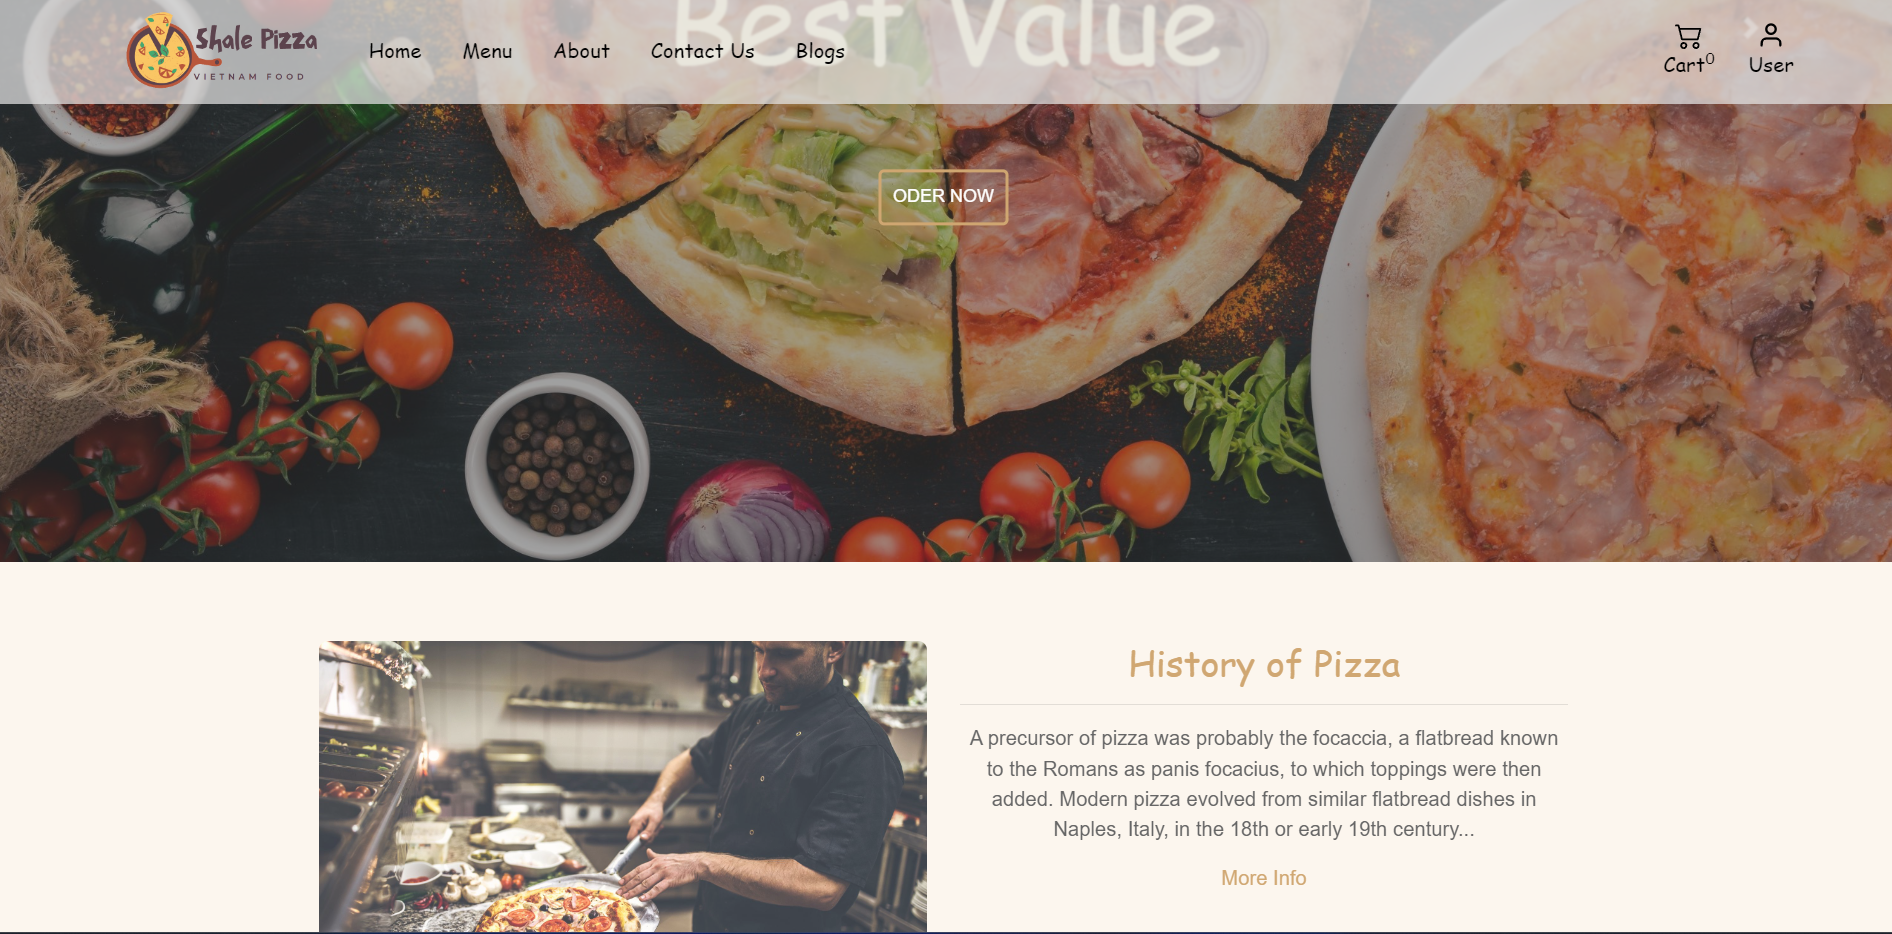 Best Value
Shale Pizza
VIETNAM FOOD
Home
Menu
About
Contact Us
Blogs
Cart0
User
ODER NOW
History of Pizza
A precursor of pizza was probably the focaccia, a flatbread known
to the Romans as panis focacius, to which toppings were then
added. Modern pizza evolved from similar flatbread dishes in
Naples, Italy, in the 18th or early 19th century...
More Info